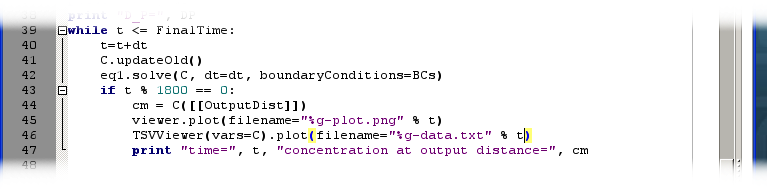 39 while t <= FinalTime:
40 t=t+dt
41 C.updateOld()
42 eq1.solve(C, dt=dt, boundaryConditions=BCs)
43 if t % 1800 == 0:
44 cm = C([[OutputDist]])
45 viewer.plot(filename="%g-plot.png" % t)
46 TSVViewer(vars=C).plot(filename="%g-data.txt" % t)
47 print "time=", t, "concentration at output distance=", cm
48